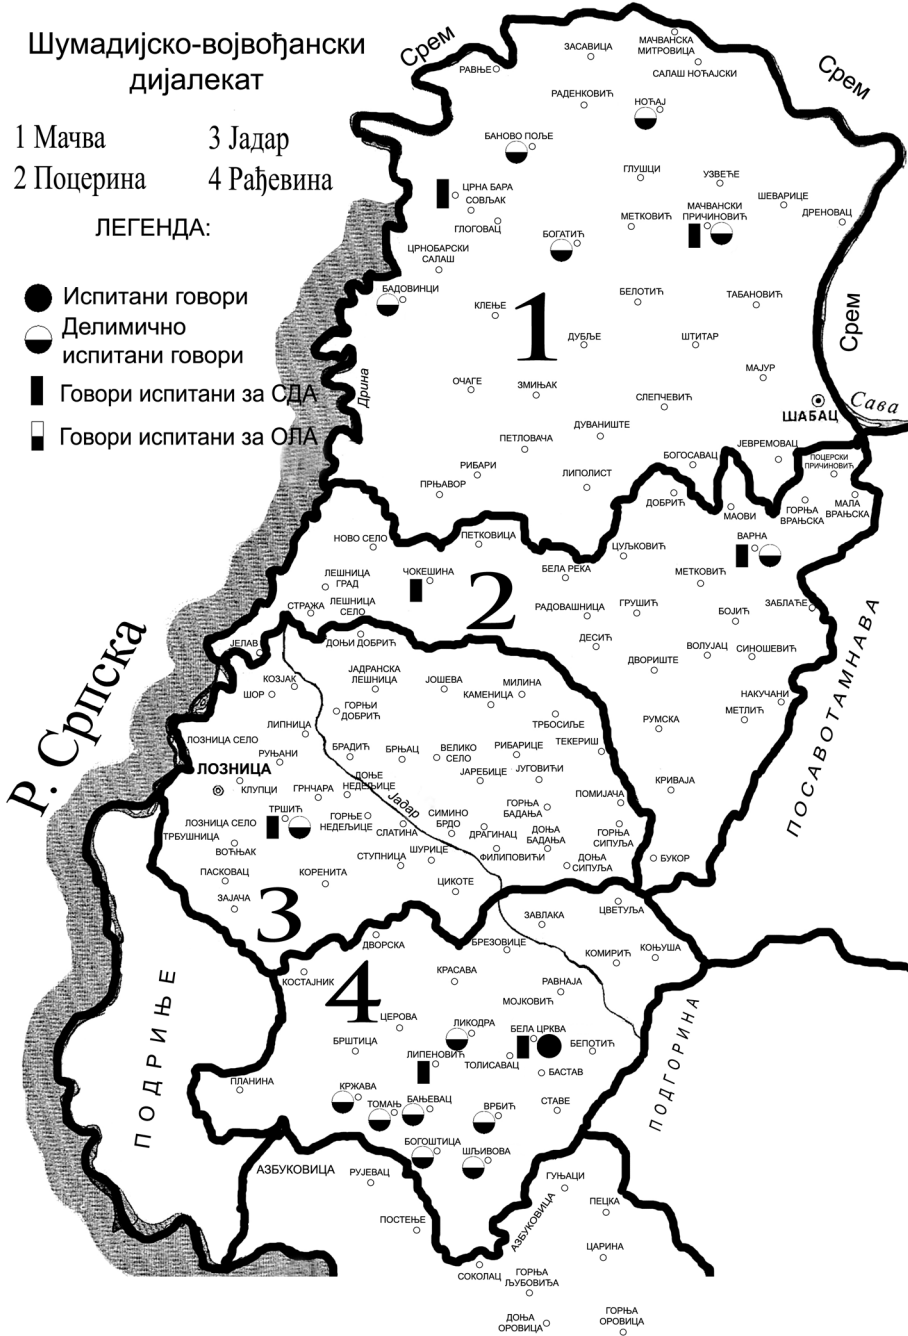 Шумадијско-војвођански
дијалекат
1 Мачва
3 Јадар
2 Поцерина
4 Рађевина
ЛЕГЕНДА:
Испитани говори
Делимично
испитани говори
Говори испитани за СДА
Говори испитани за ОЛА
Срем
Срем
Срем
Сава
Дрина
Р. Српска
1
РАВЊЕ
ЗАСАВИЦА
МАЧВАНСКА
МИТРОВИЦА
САЛАШ НОЋАЈСКИ
РАДЕНКОВИЋ
НОЋАЈ
БАНОВО ПОЉЕ
ГЛУШЦИ
УЗВЕЋЕ
ЦРНА БАРА
СОВЉАК
ГЛОГОВАЦ
МЕТКОВИЋ
МАЧВАНСКИ
ПРИЧИНОВИЋ
ШЕВАРИЦЕ
ДРЕНОВАЦ
ЦРНОБАРСКИ
САЛАШ
БОГАТИЋ
БАДОВИНЦИ
КЛЕЊЕ
БЕЛОТИЋ
ТАБАНОВИЋ
ДУБЉЕ
ШТИТАР
ОЧАГЕ
ЗМИЊАК
МАЈУР
СЛЕПЧЕВИЋ
ШАБАЦ
ПЕТЛОВАЧА
ДУВАНИШТЕ
ЈЕВРЕМОВАЦ
БОГОСАВАЦ
РИБАРИ
ПРЊАВОР
ЛИПОЛИСТ
2
ПОЦЕРСКИ
ПРИЧИНОВИЋ
ДОБРИЋ
МАОВИ
ГОРЊА
ВРАЊСКА
МАЛА
ВРАЊСКА
НОВО СЕЛО
ПЕТКОВИЦА
ЦУЉКОВИЋ
ВАРНА
ЛЕШНИЦА
ГРАД
ЧОКЕШИНА
БЕЛА РЕКА
МЕТКОВИЋ
СТРАЖА
ЛЕШНИЦА
СЕЛО
РАДОВАШНИЦА
ГРУШИЋ
БОЈИЋ
ЗАБЛАЋЕ
ДЕСИЋ
ДВОРИШТЕ
ВОЛУЈАЦ
СИНОШЕВИЋ
НАКУЧАНИ
МЕТЛИЋ
РУМСКА
КРИВАЈА
БУКОР
ПОСАВОТАМНАВА
3
ЈЕЛАВ
ДОЊИ ДОБРИЋ
КОЗЈАК
ШОР
ЈАДРАНСКА
ЛЕШНИЦА
ЈОШЕВА
КАМЕНИЦА
МИЛИНА
ГОРЊИ
ДОБРИЋ
ЛИПНИЦА
ТРБОСИЉЕ
ЛОЗНИЦА СЕЛО
РУЊАНИ
БРАДИЋ
БРЊАЦ
ВЕЛИКО
СЕЛО
РИБАРИЦЕ
ТЕКЕРИШ
ЛОЗНИЦА
КЛУПЦИ
ГРНЧАРА
ДОЊЕ
НЕДЕЉИЦЕ
ЈАРЕБИЦЕ
ЈУГОВИЋИ
ПОМИЈАЧА
Јадар
ТРШИЋ
ГОРЊЕ
НЕДЕЉИЦЕ
СЛАТИНА
СИМИНО
БРДО
ГОРЊА
БАДАЊА
ДРАГИНАЦ
ДОЊА
БАДАЊА
ГОРЊА
СИПУЉА
ЛОЗНИЦА СЕЛО
ТРБУШНИЦА
ВОЋЊАК
ШУРИЦЕ
СТУПНИЦА
ФИЛИПОВИЋИ
ДОЊА
СИПУЉА
ПАСКОВАЦ
КОРЕНИТА
ЦИКОТЕ
ЗАЈАЧА
4
ЦВЕТУЉА
ЗАВЛАКА
ДВОРСКА
БРЕЗОВИЦЕ
КОМИРИЋ
КОЊУША
КОСТАЈНИК
КРАСАВА
РАВНАЈА
МОЈКОВИЋ
ЦЕРОВА
ЛИКОДРА
БЕЛА ЦРКВА
БЕПОТИЋ
БРШТИЦА
ЛИПЕНОВИЋ
ТОЛИСАВАЦ
БАСТАВ
ПЛАНИНА
КРЖАВА
ТОМАЊ
БАЊЕВАЦ
ВРБИЋ
СТАВЕ
БОГОШТИЦА
ШЉИВОВА
ПОДРИЊЕ
ПОДГОРИНА
АЗБУКОВИЦА
РУЈЕВАЦ
ГУЊАЦИ
АЗБУКОВИЦА
ПЕЦКА
ПОСТЕЊЕ
ЦАРИНА
СОКОЛАЦ
ГОРЊА
ЉУБОВИЂА
ДОЊА
ОРОВИЦА
ГОРЊА
ОРОВИЦА